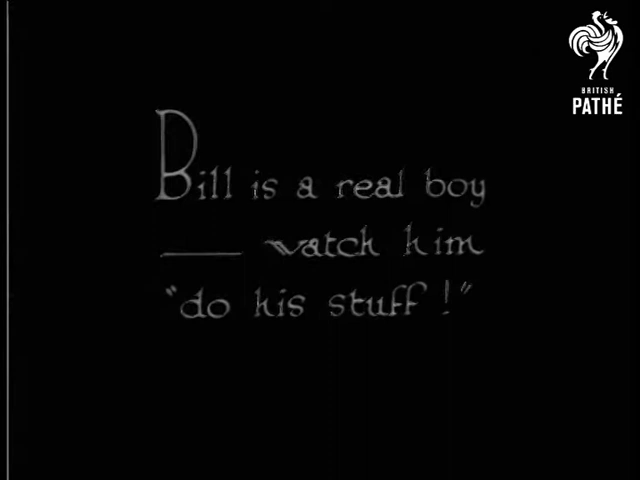 BRITISH
PATHÉ
Bill is a real boy
— watch him
"do his stuff!"